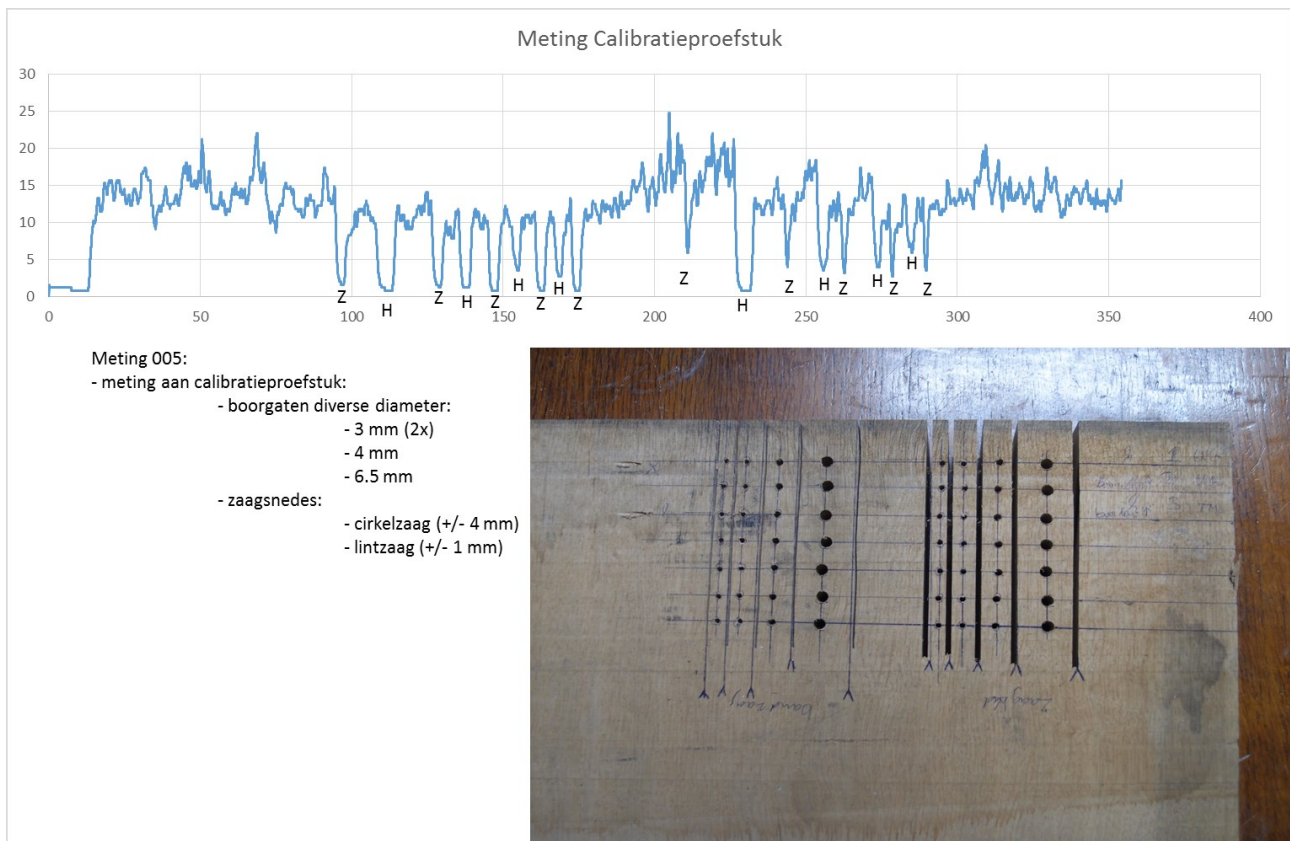 Meting Calibratieproefstuk
30
25
20
15
10
5
0
Z H Z H Z H Z H Z Z H Z H Z H Z H Z
0 50 100 150 200 250 300 350 400
Meting 005:
- meting aan calibratieproefstuk:
- boorgaten diverse diameter:
- 3 mm (2x)
- 4 mm
- 6.5 mm
- zaagsnedes:
- cirkelzaag (+/- 4 mm)
- lintzaag (+/- 1 mm)